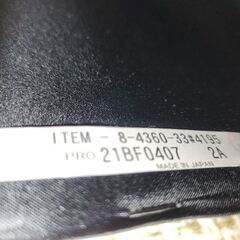 ITEM - 8-4360-33#4195
PRO 21BF0407 2A
MADE IN JAPAN